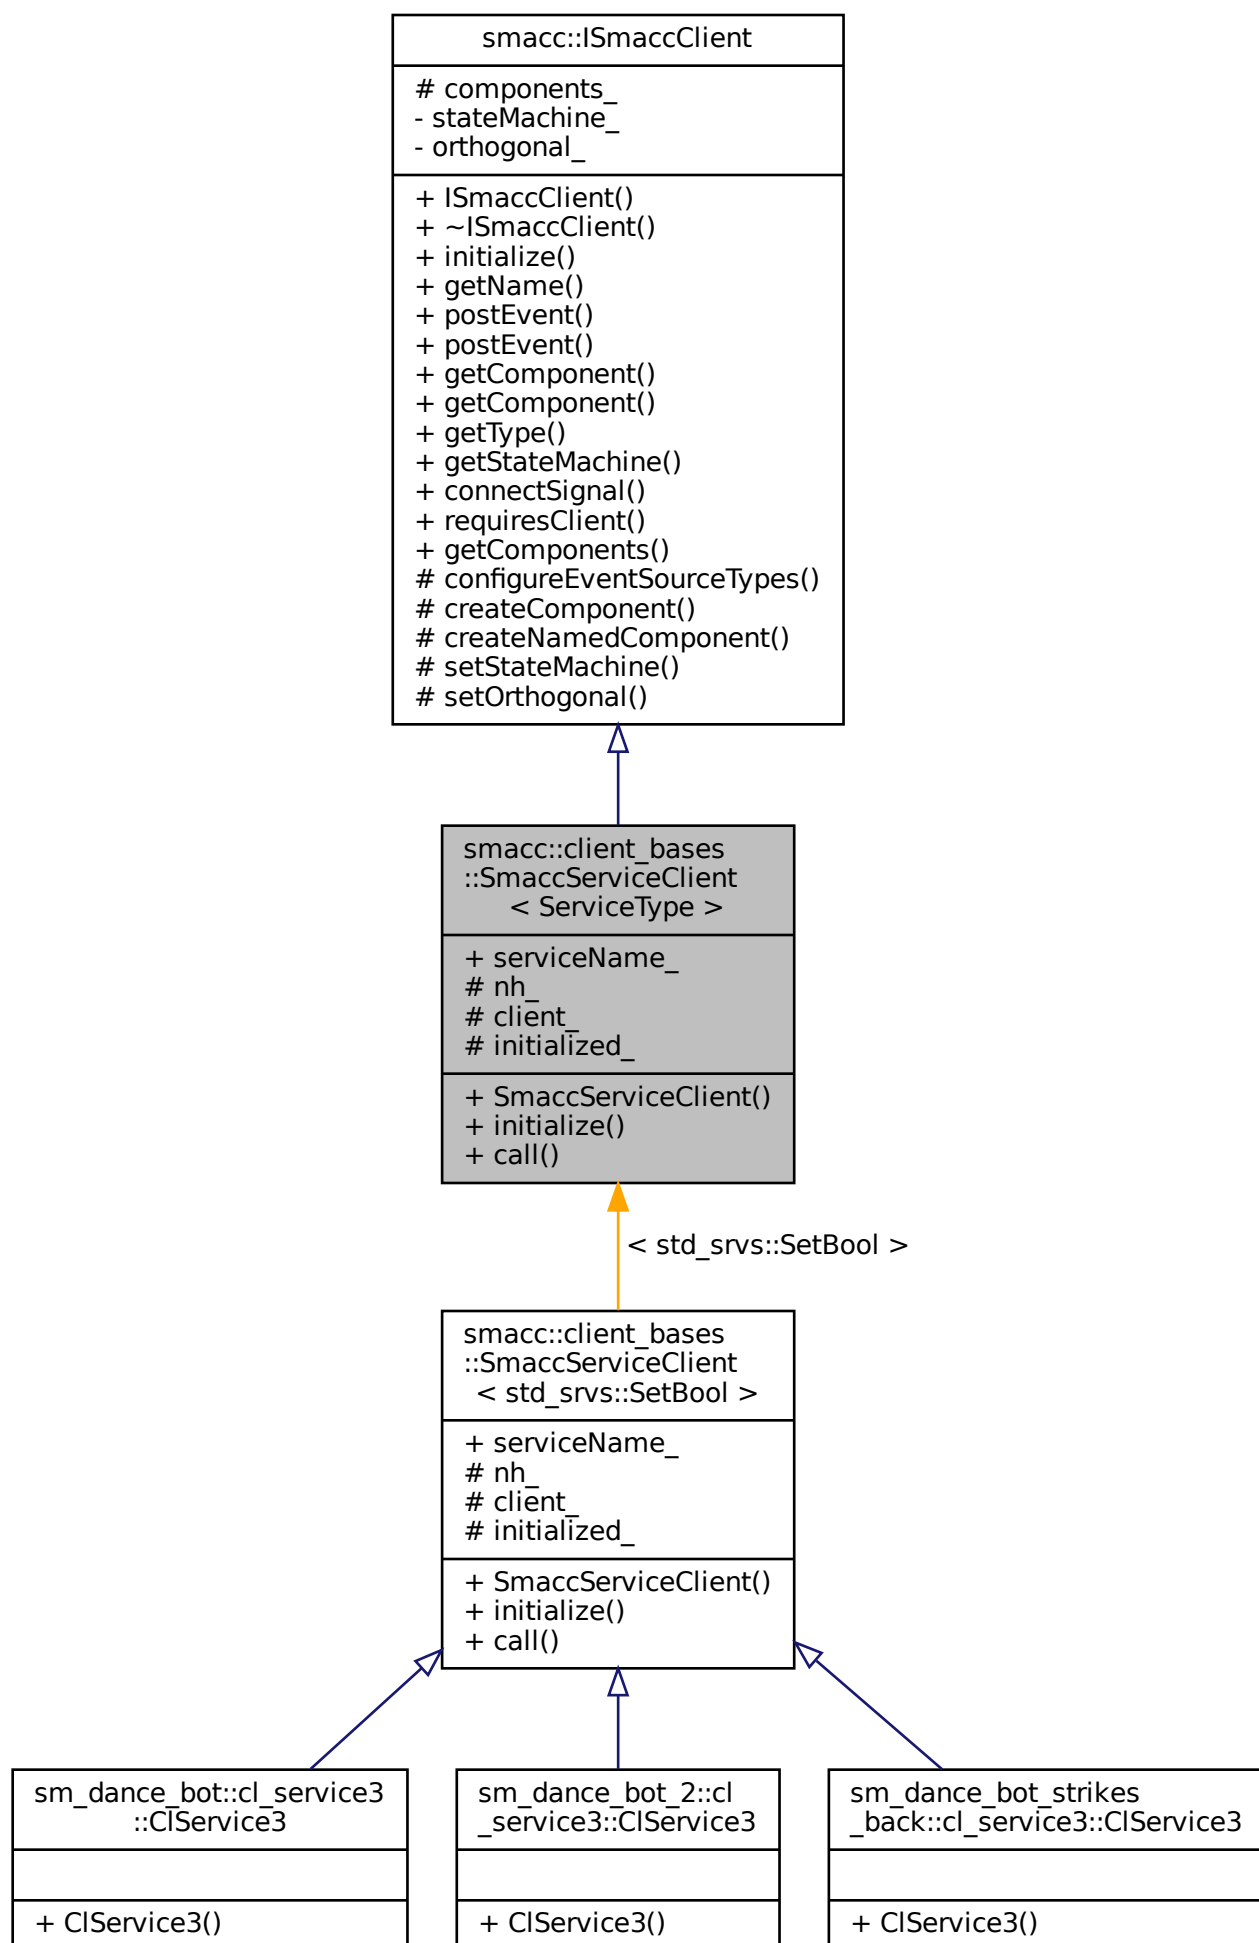 smacc::ISmaccClient
# components_
- stateMachine_
- orthogonal_
+ ISmaccClient()
+ ~ISmaccClient()
+ initialize()
+ getName()
+ postEvent()
+ postEvent()
+ getComponent()
+ getComponent()
+ getType()
+ getStateMachine()
+ connectSignal()
+ requiresClient()
+ getComponents()
# configureEventSourceTypes()
# createComponent()
# createNamedComponent()
# setStateMachine()
# setOrthogonal()
smacc::client_bases
::SmaccServiceClient
< ServiceType >
+ serviceName_
# nh_
# client_
# initialized_
+ SmaccServiceClient()
+ initialize()
+ call()
< std_srvs::SetBool >
smacc::client_bases
::SmaccServiceClient
< std_srvs::SetBool >
+ serviceName_
# nh_
# client_
# initialized_
+ SmaccServiceClient()
+ initialize()
+ call()
sm_dance_bot::cl_service3
::ClService3
+ ClService3()
sm_dance_bot_2::cl
_service3::ClService3
+ ClService3()
sm_dance_bot_strikes
_back::cl_service3::ClService3
+ ClService3()